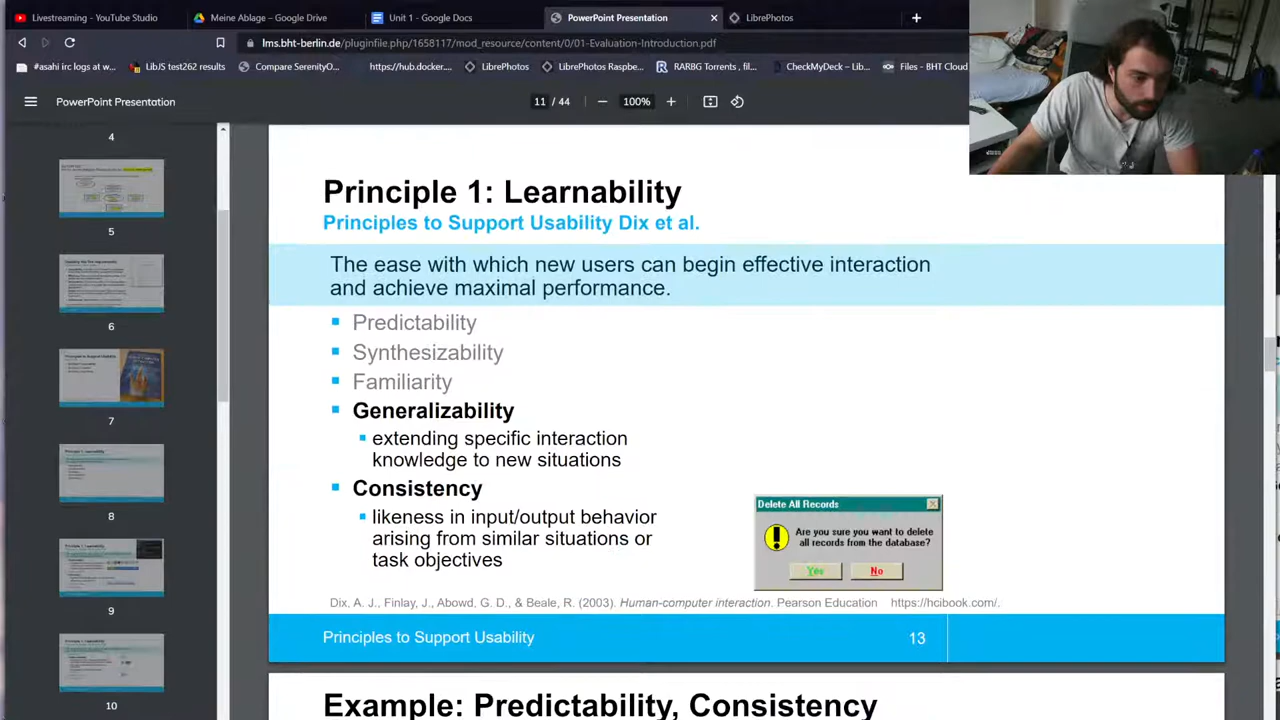 Livestreaming – YouTube Studio
Meine Ablage – Google Drive
Unit 1 - Google Docs
PowerPoint Presentation
LibrePhotos
lms.bht-berlin.de/pluginfile.php/1658117/mod_resource/content/0/01-Evaluation-Introduction.pdf
#asahi irc logs at w...
LibJS test262 results
Compare SerenityO...
https://hub.docker....
LibrePhotos
LibrePhotos Raspbe...
RARBG Torrents , fil...
CheckMyDeck – Lib...
Files - BHT Cloud
PowerPoint Presentation
11 / 44
100%
4
5
6
7
8
9
10
Principle 1: Learnability
Principles to Support Usability Dix et al.
The ease with which new users can begin effective interaction
and achieve maximal performance.
Predictability
Synthesizability
Familiarity
Generalizability
extending specific interaction
knowledge to new situations
Consistency
likeness in input/output behavior
arising from similar situations or
task objectives
Delete All Records
Are you sure you want to delete
all records from the database?
Yes
No
Dix, A. J., Finlay, J., Abowd, G. D., & Beale, R. (2003). Human-computer interaction. Pearson Education https://hcibook.com/.
Principles to Support Usability
13
Example: Predictability, Consistency